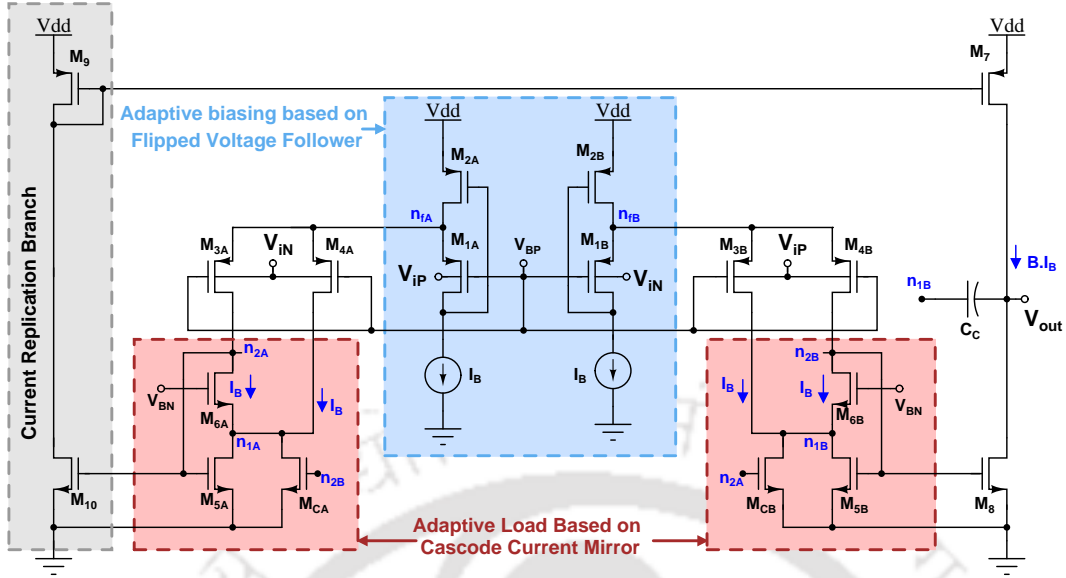 Vdd
M9
Current Replication Branch
M10
Adaptive biasing based on
Flipped Voltage Follower
Vdd
Vdd
M2A
M2B
nfA
nfB
M1A
M1B
VBP
ViP
ViN
IB
IB
M3A
ViN
M4A
M3B
ViP
M4B
n2A
IB
VBN
M6A
IB
n1A
M5A
MCA
n2B
n2B
IB
IB
VBN
M6B
n1B
n2A
MCB
M5B
Adaptive Load Based on
Cascode Current Mirror
Vdd
M7
B.IB
n1B
CC
Vout
M8